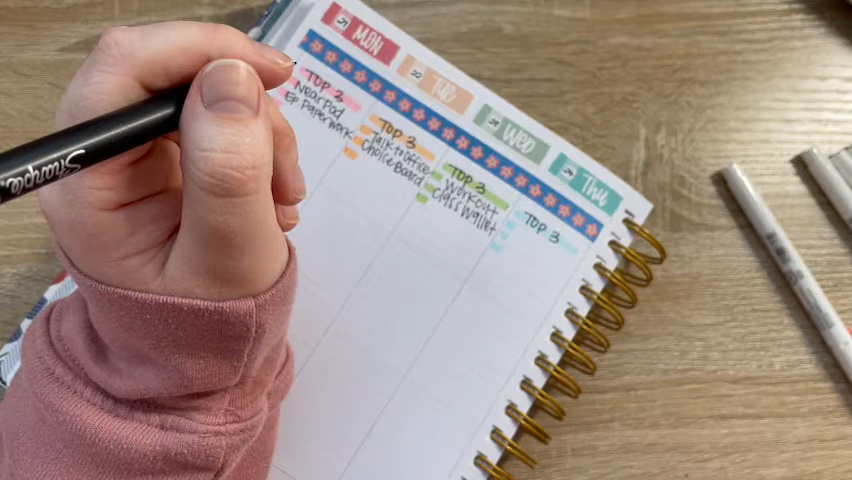 MON
TUE
WED
Thu
TOP 3
NearPod
Ep Paperwork
TOP 3
Talk to Office
Choice Board
TOP 3
Workout
Class Wallet
TOP 3
Sharpie